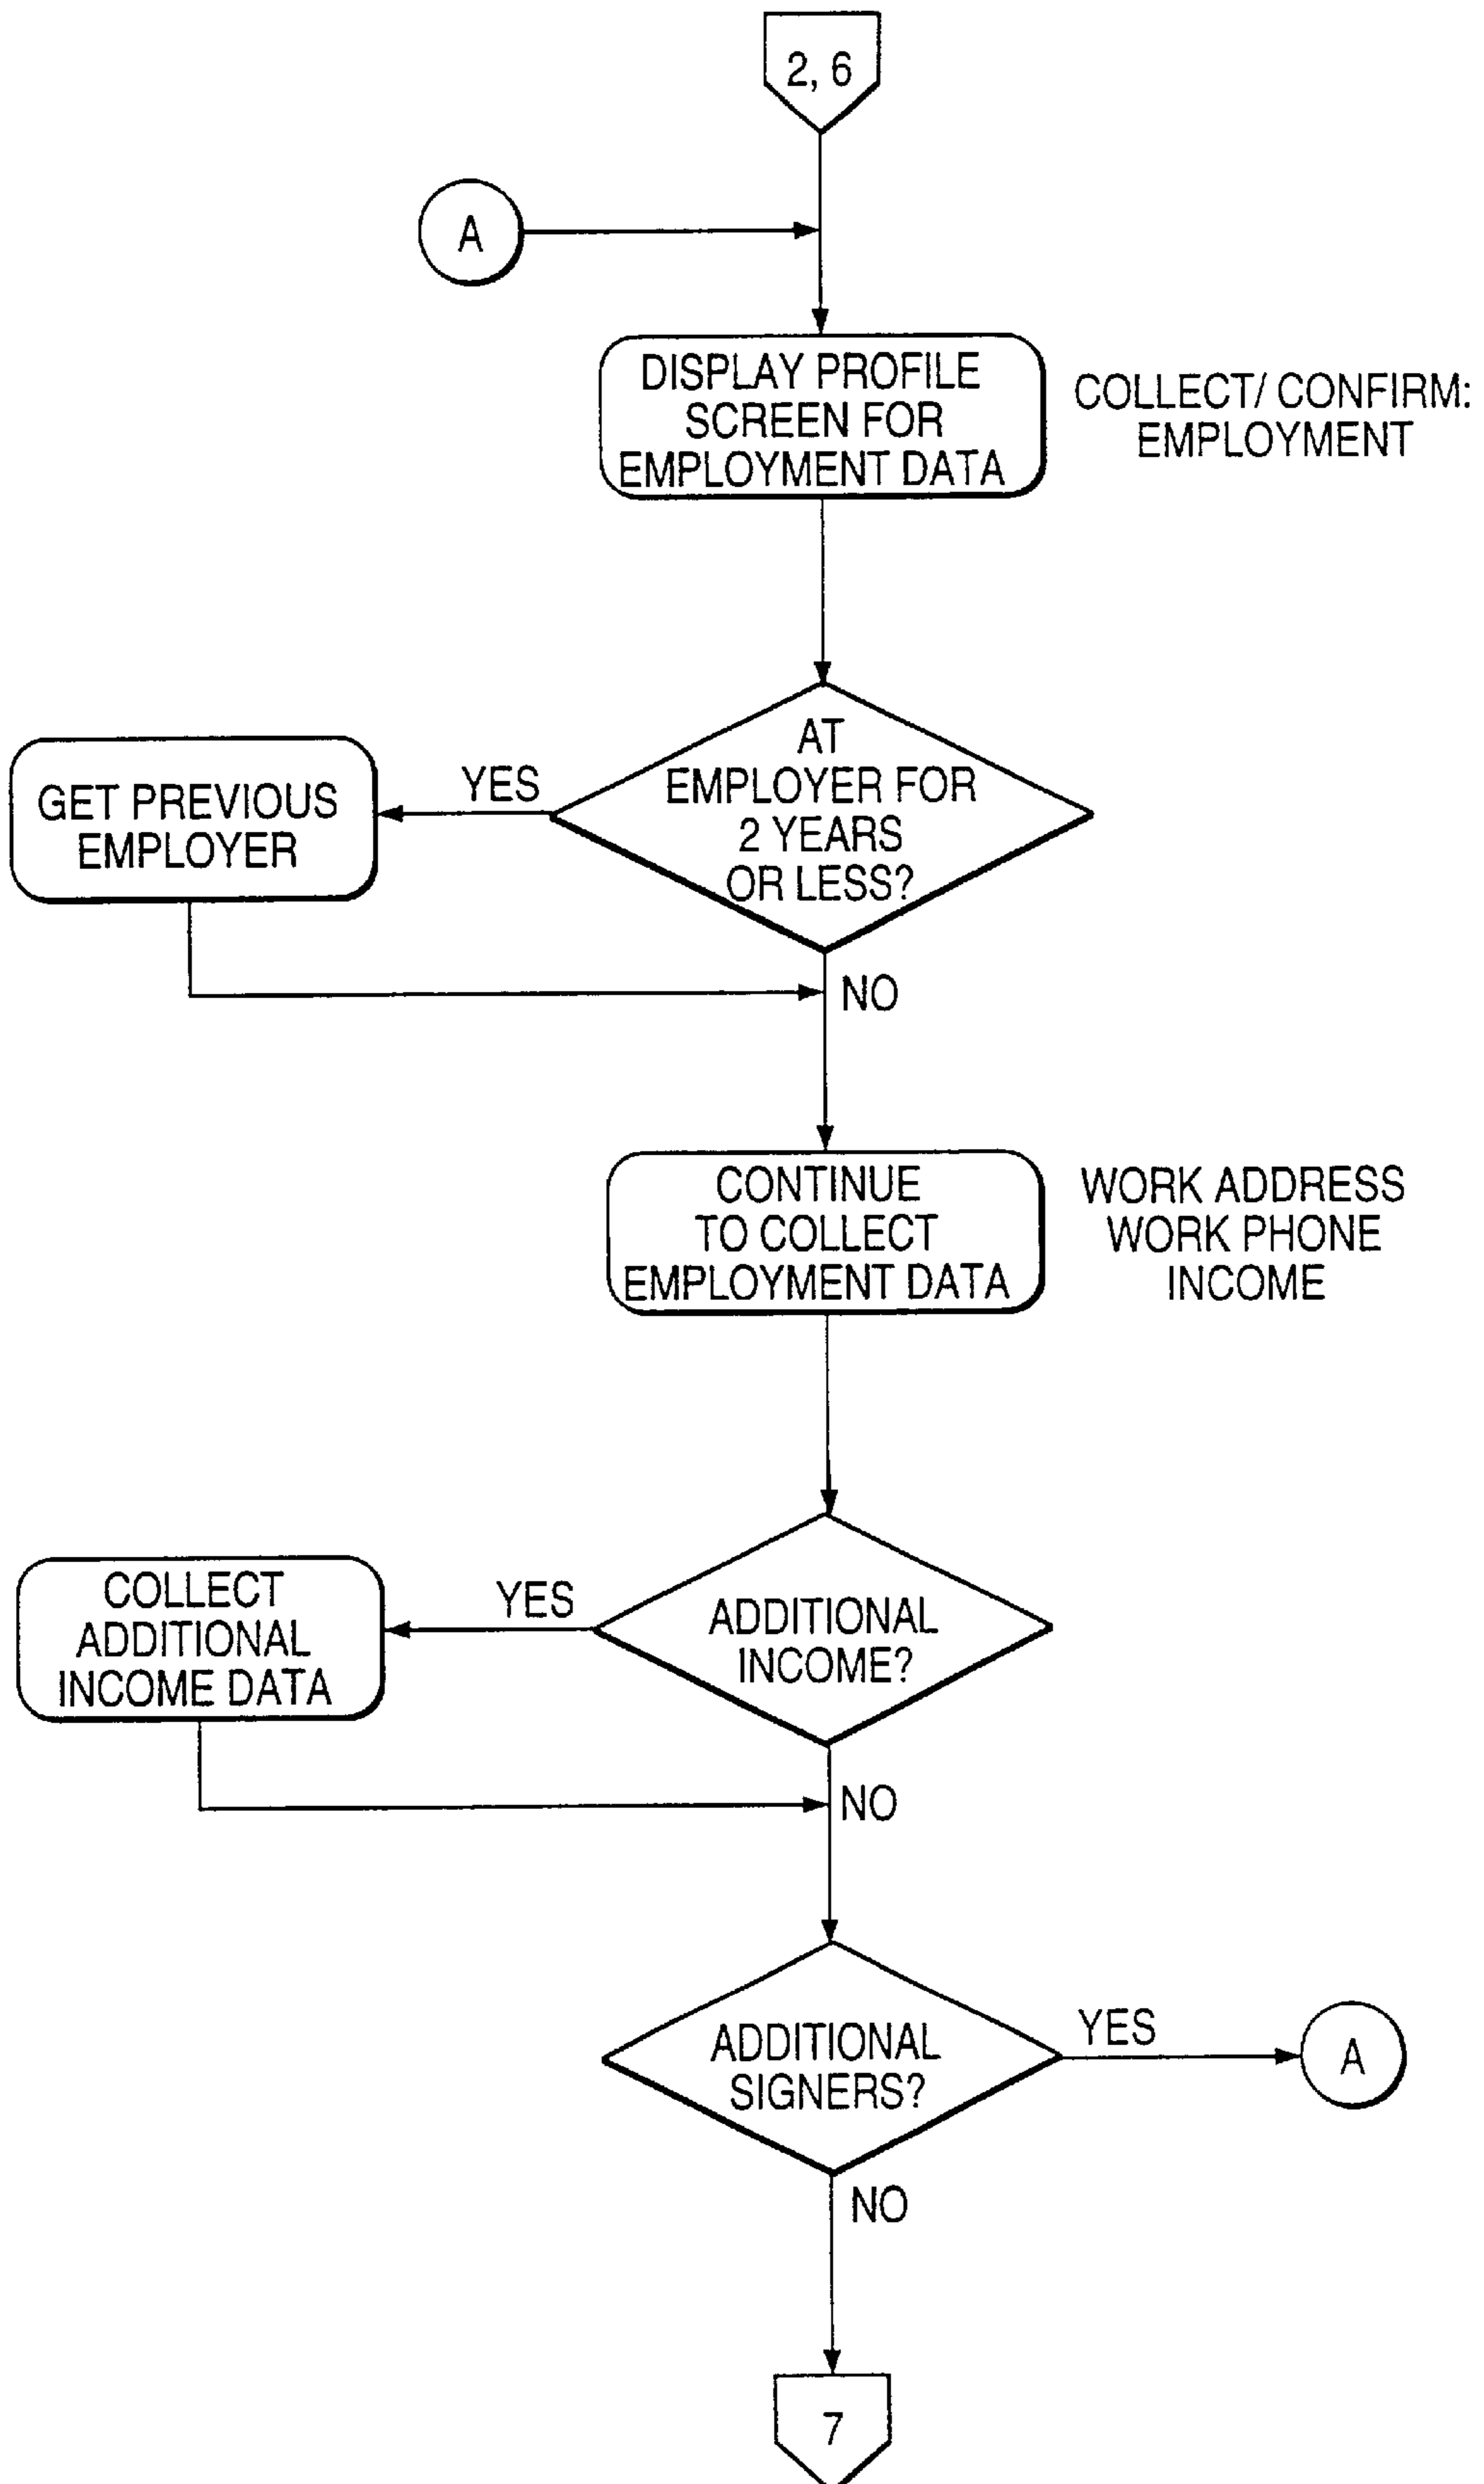 2, 6
A
DISPLAY PROFILE
SCREEN FOR
EMPLOYMENT DATA
COLLECT/ CONFIRM:
EMPLOYMENT
AT
EMPLOYER FOR
2 YEARS
OR LESS?
YES
GET PREVIOUS
EMPLOYER
NO
CONTINUE
TO COLLECT
EMPLOYMENT DATA
WORK ADDRESS
WORK PHONE
INCOME
ADDITIONAL
INCOME?
YES
COLLECT
ADDITIONAL
INCOME DATA
NO
ADDITIONAL
SIGNERS?
YES
A
NO
7